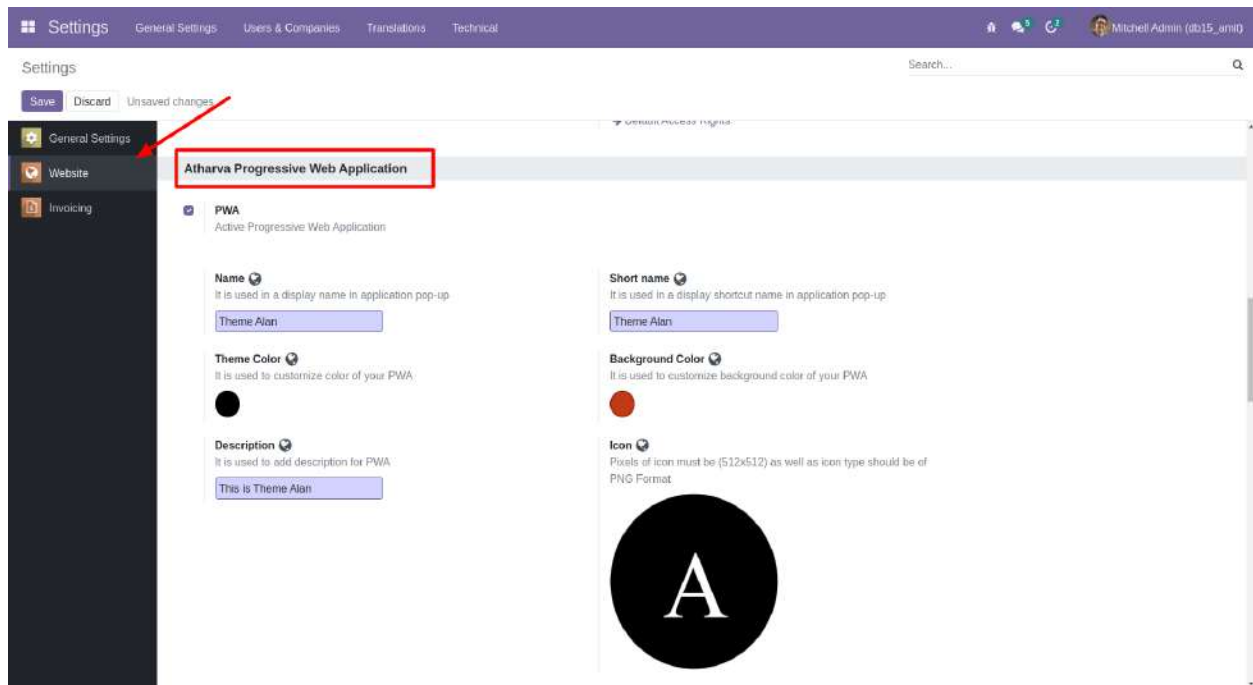 Settings General Settings Users & Companies Translations Technical 5 2 Mitchell Admin (db15_amit)
Settings Search...
Save Discard Unsaved changes
Default Access Rights
General Settings
Website
Invoicing
Atharva Progressive Web Application
PWA
Active Progressive Web Application
Name
It is used in a display name in application pop-up
Theme Alan
Short name
It is used in a display shortcut name in application pop-up
Theme Alan
Theme Color
It is used to customize color of your PWA
Background Color
It is used to customize background color of your PWA
Description
It is used to add description for PWA
This is Theme Alan
Icon
Pixels of icon must be (512x512) as well as icon type should be of
PNG Format
A